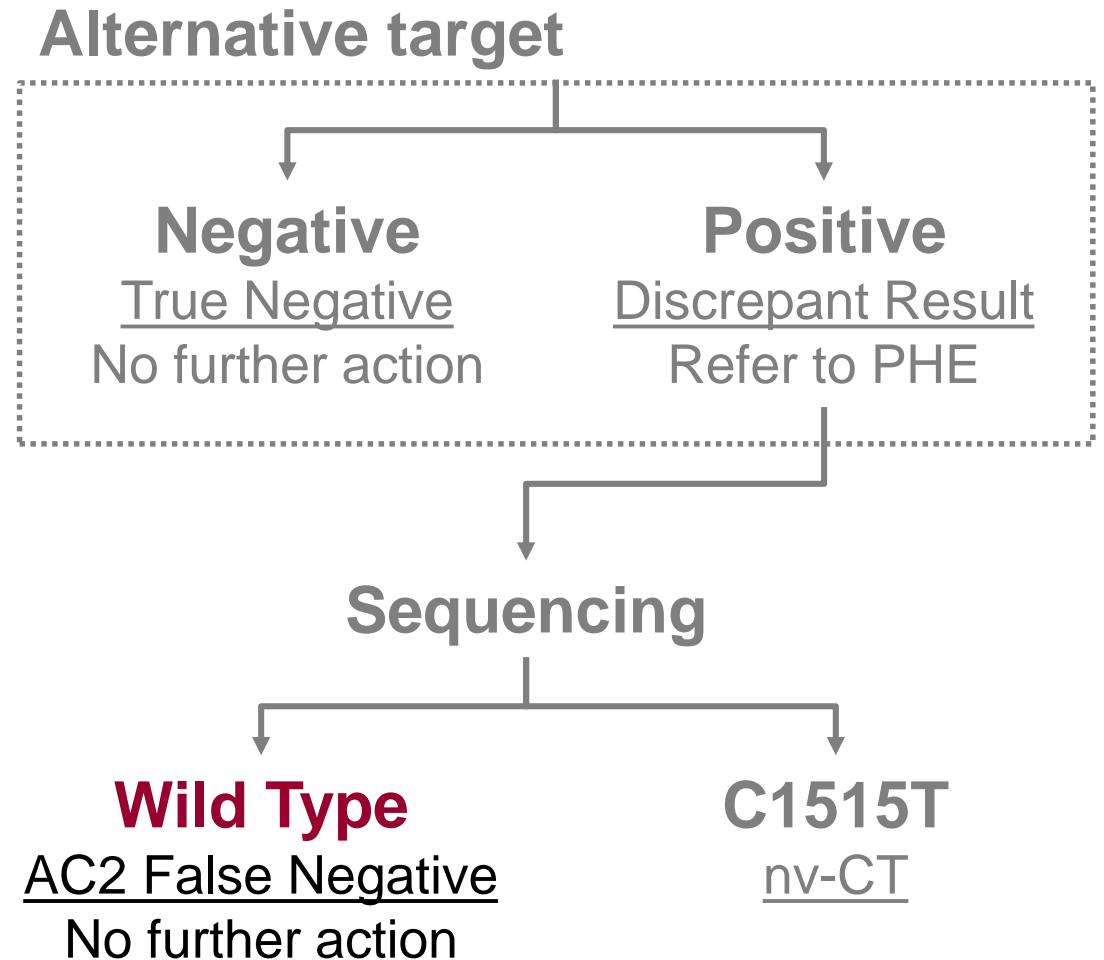 Alternative target
Negative
True Negative
No further action
Positive
Discrepant Result
Refer to PHE
Sequencing
Wild Type
AC2 False Negative
No further action
C1515T
nv-CT